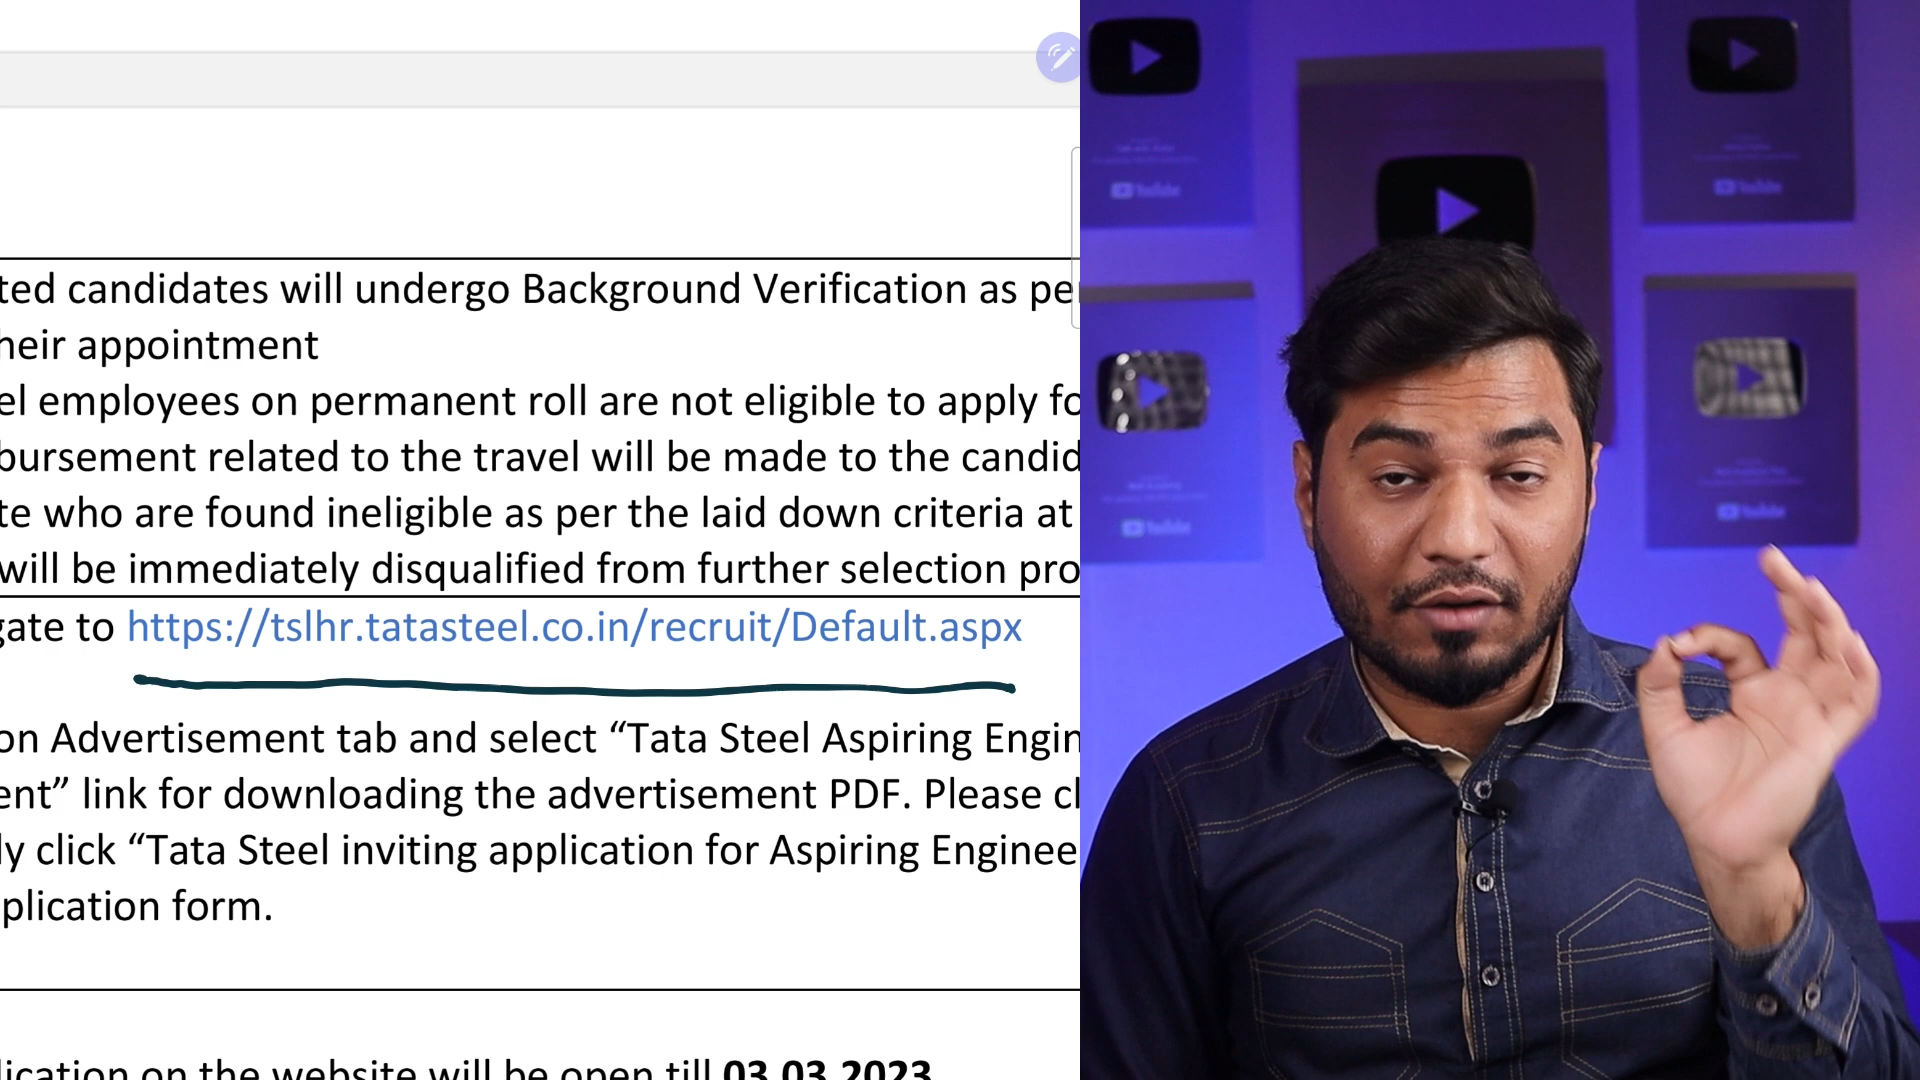 ted candidates will undergo Background Verification as per
heir appointment
el employees on permanent roll are not eligible to apply fo
bursement related to the travel will be made to the candid
te who are found ineligible as per the laid down criteria at
will be immediately disqualified from further selection pro
gate to https://tslhr.tatasteel.co.in/recruit/Default.aspx
on Advertisement tab and select “Tata Steel Aspiring Engin
ent” link for downloading the advertisement PDF. Please cl
ly click “Tata Steel inviting application for Aspiring Enginee
plication form.
lication on the website will be open till 03.03.2023
YouTube
YouTube
YouTube
YouTube